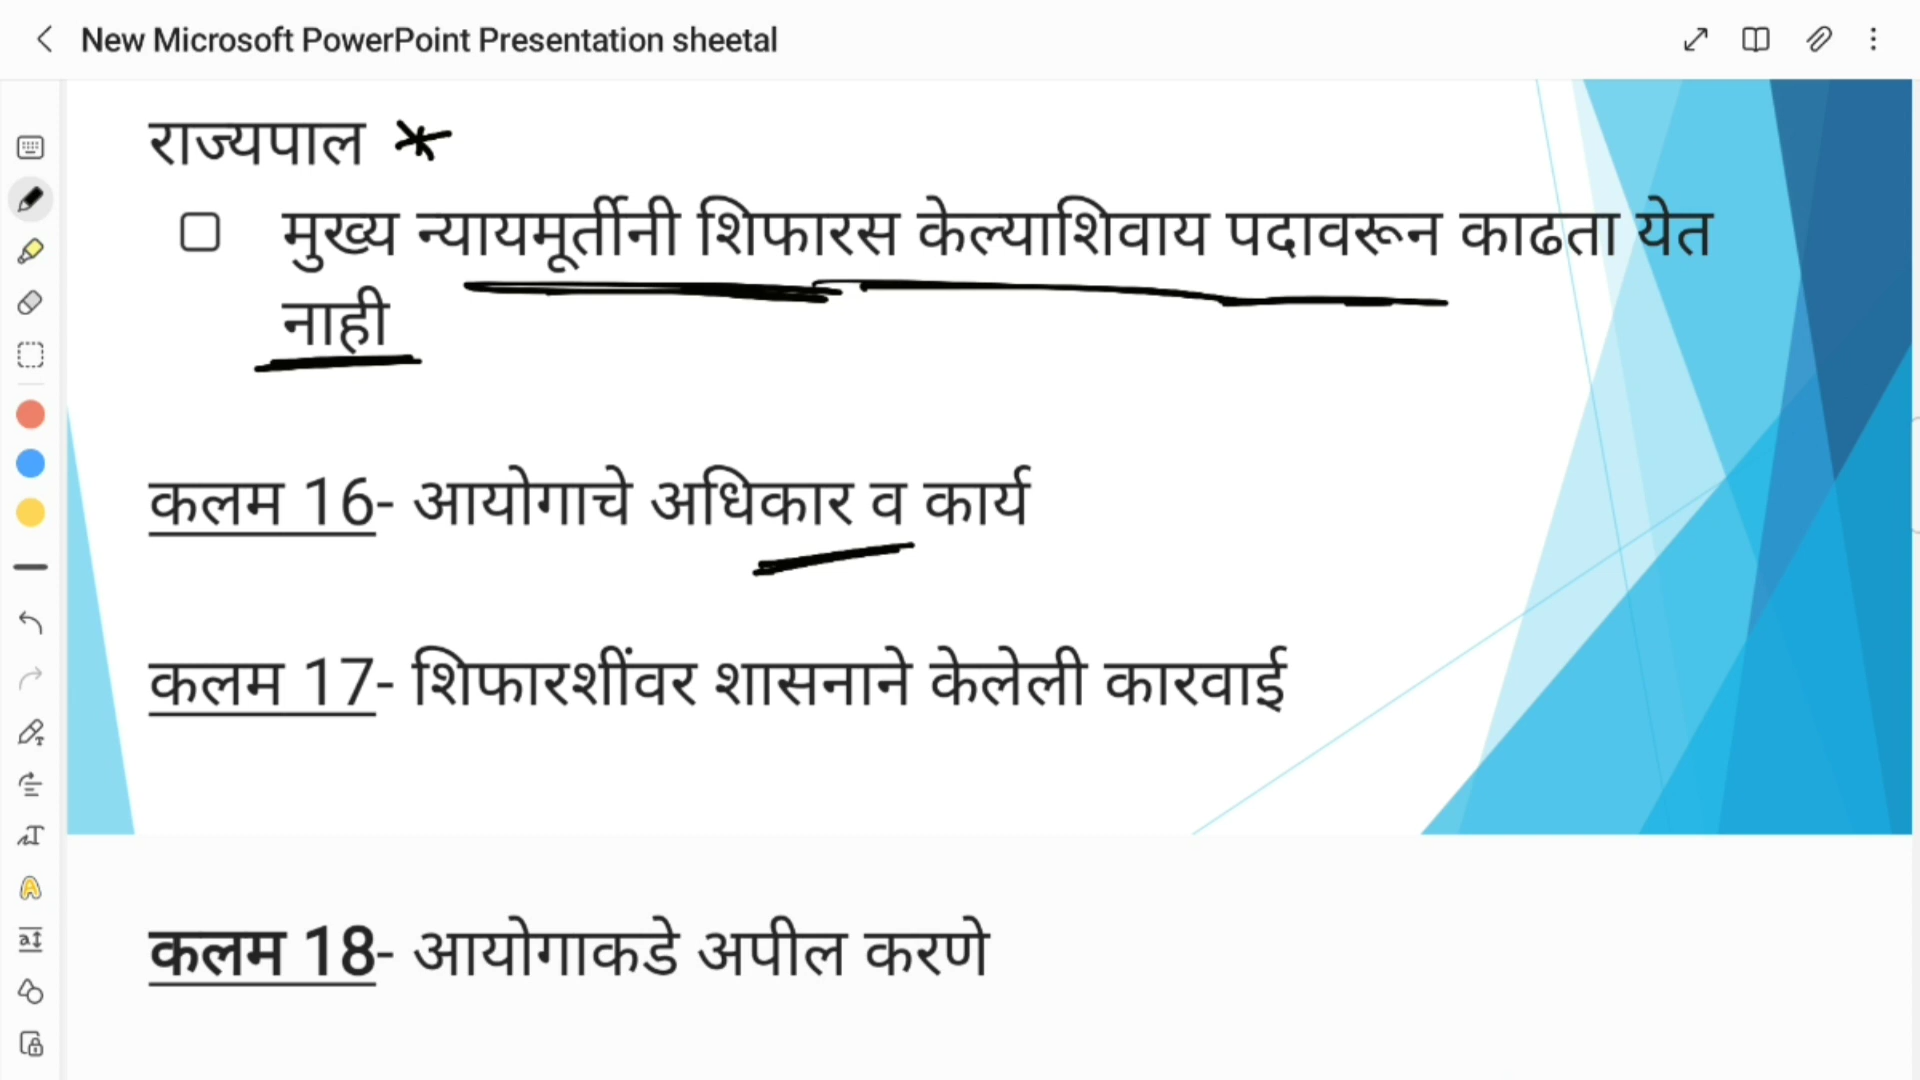 New Microsoft PowerPoint Presentation sheetal
राज्यपाल
मुख्य न्यायमूर्तीनी शिफारस केल्याशिवाय पदावरून काढता येत
नाही
कलम 16- आयोगाचे अधिकार व कार्य
कलम 17- शिफारशींवर शासनाने केलेली कारवाई
कलम 18- आयोगाकडे अपील करणे